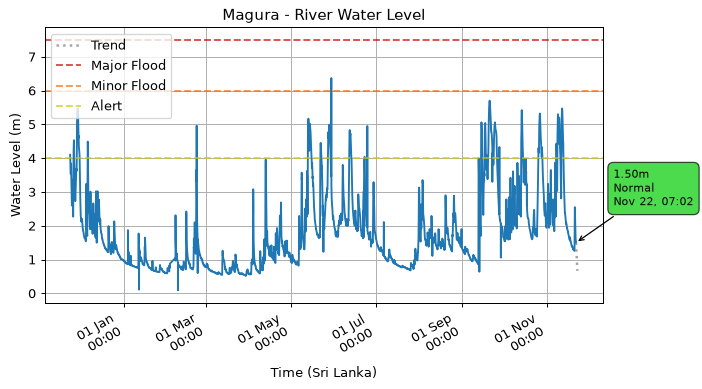 Magura - River Water Level
Trend
Major Flood
Minor Flood
Alert
Water Level (m)
7
6
5
4
3
2
1
0
1.50m
Normal
Nov 22, 07:02
01 Jan
00:00
01 Mar
00:00
01 May
00:00
01 Jul
00:00
01 Sep
00:00
01 Nov
00:00
Time (Sri Lanka)